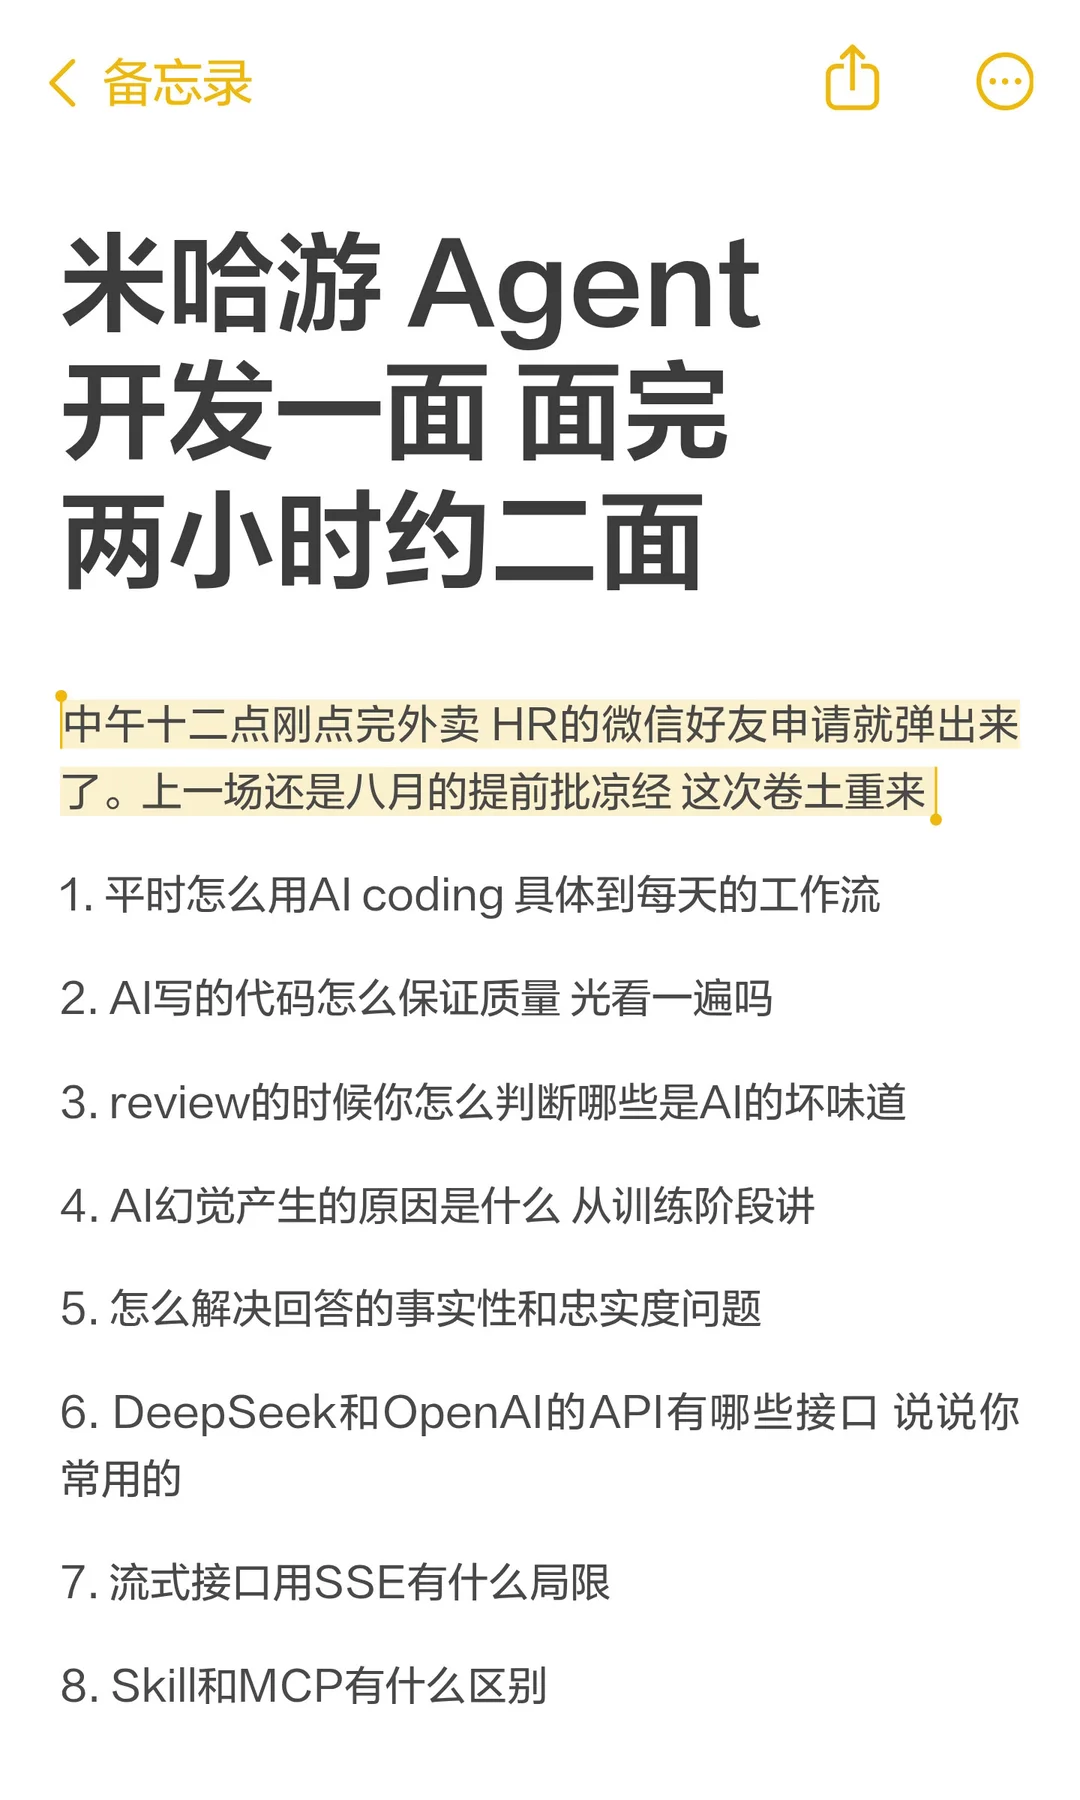 备忘录
米哈游 Agent
开发一面 面完
两小时约二面
中午十二点刚点完外卖 HR的微信好友申请就弹出来
了。上一场还是八月的提前批凉经 这次卷土重来
1. 平时怎么用AI coding 具体到每天的工作流
2. AI写的代码怎么保证质量 光看一遍吗
3. review的时候你怎么判断哪些是AI的坏味道
4. AI幻觉产生的原因是什么 从训练阶段讲
5. 怎么解决回答的事实性和忠实度问题
6. DeepSeek和OpenAI的API有哪些接口 说说你
常用的
7. 流式接口用SSE有什么局限
8. Skill和MCP有什么区别